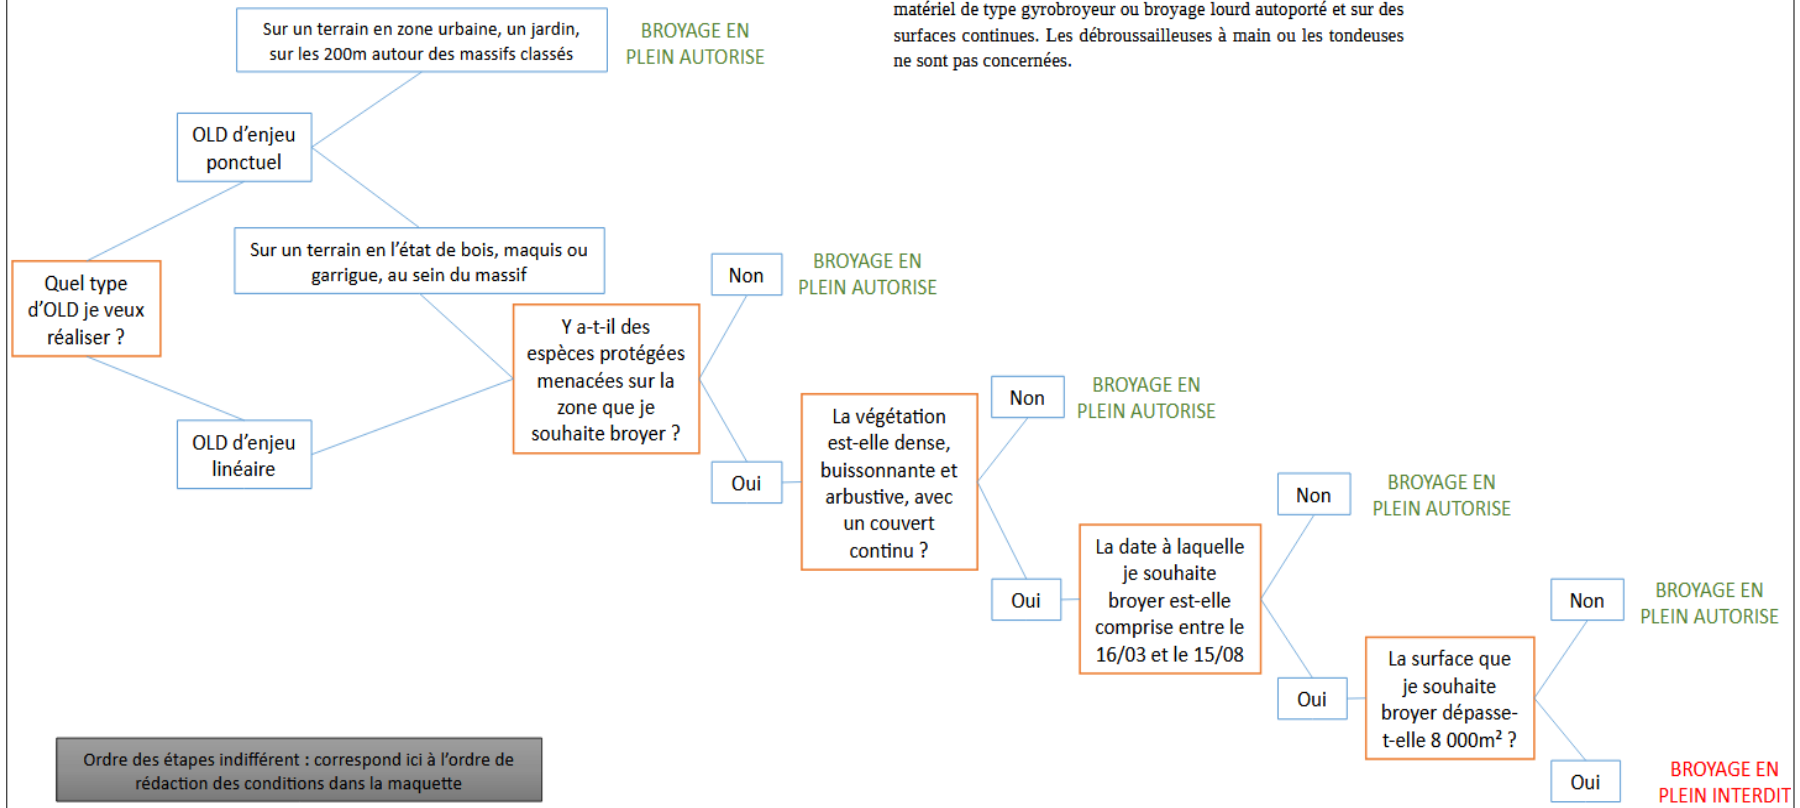 matériel de type gyrobroyeur ou broyage lourd autoporté et sur des
surfaces continues. Les débroussailleuses à main ou les tondeuses
ne sont pas concernées.
Sur un terrain en zone urbaine, un jardin,
sur les 200m autour des massifs classés
BROYAGE EN
PLEIN AUTORISE
OLD d’enjeu
ponctuel
Sur un terrain en l’état de bois, maquis ou
garrigue, au sein du massif
Quel type
d’OLD je veux
réaliser ?
OLD d’enjeu
linéaire
Y a-t-il des
espèces protégées
menacées sur la
zone que je
souhaite broyer ?
Non
BROYAGE EN
PLEIN AUTORISE
Oui
La végétation
est-elle dense,
buissonnante et
arbustive, avec
un couvert
continu ?
Non
BROYAGE EN
PLEIN AUTORISE
Oui
La date à laquelle
je souhaite
broyer est-elle
comprise entre le
16/03 et le 15/08
Non
BROYAGE EN
PLEIN AUTORISE
Oui
La surface que
je souhaite
broyer dépasse-
t-elle 8 000m² ?
Non
BROYAGE EN
PLEIN AUTORISE
Oui
BROYAGE EN
PLEIN INTERDIT
Ordre des étapes indifférent : correspond ici à l’ordre de
rédaction des conditions dans la maquette